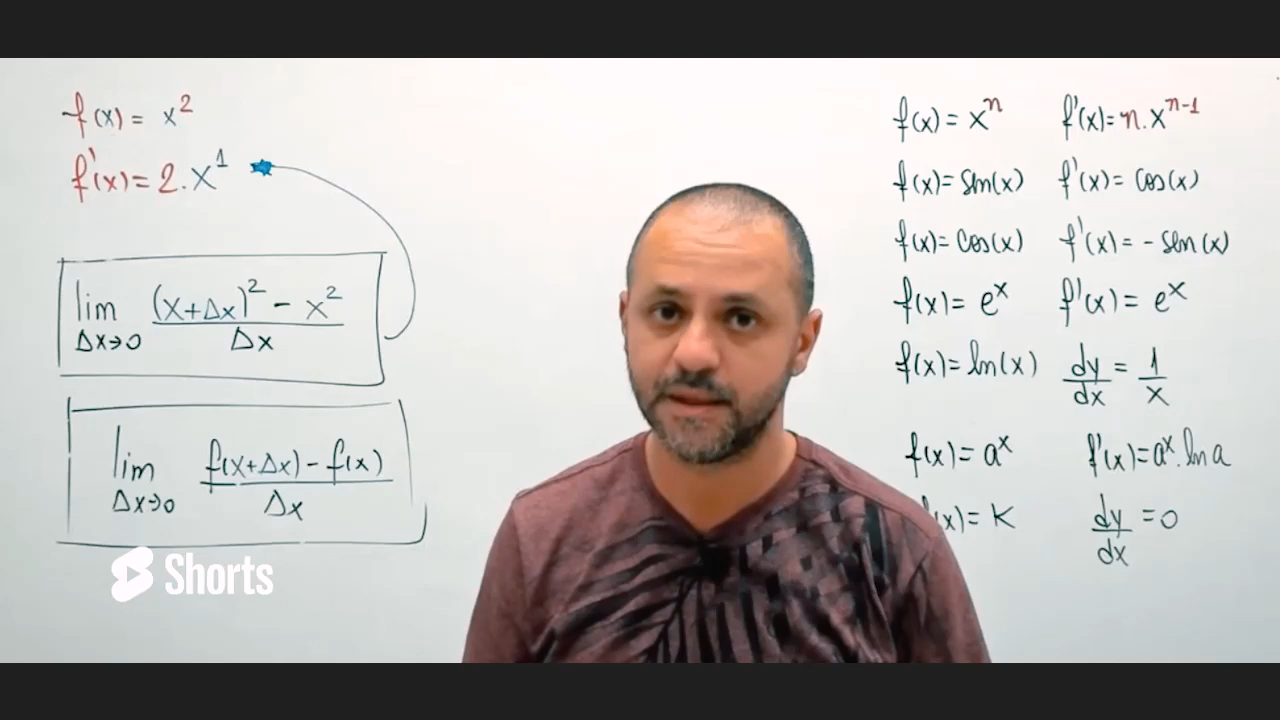 f(x) = x²
f'(x) = 2.x¹
lim Δx→0 (x+Δx)² - x² / Δx
lim Δx→0 f(x+Δx) - f(x) / Δx
Shorts
f(x) = xⁿ f'(x) = n.xⁿ⁻¹
f(x) = sen(x) f'(x) = cos(x)
f(x) = cos(x) f'(x) = - sen(x)
f(x) = eˣ f'(x) = eˣ
f(x) = ln(x) dy/dx = 1/x
f(x) = aˣ f'(x) = aˣ.ln a
(x) = K dy/dx = 0